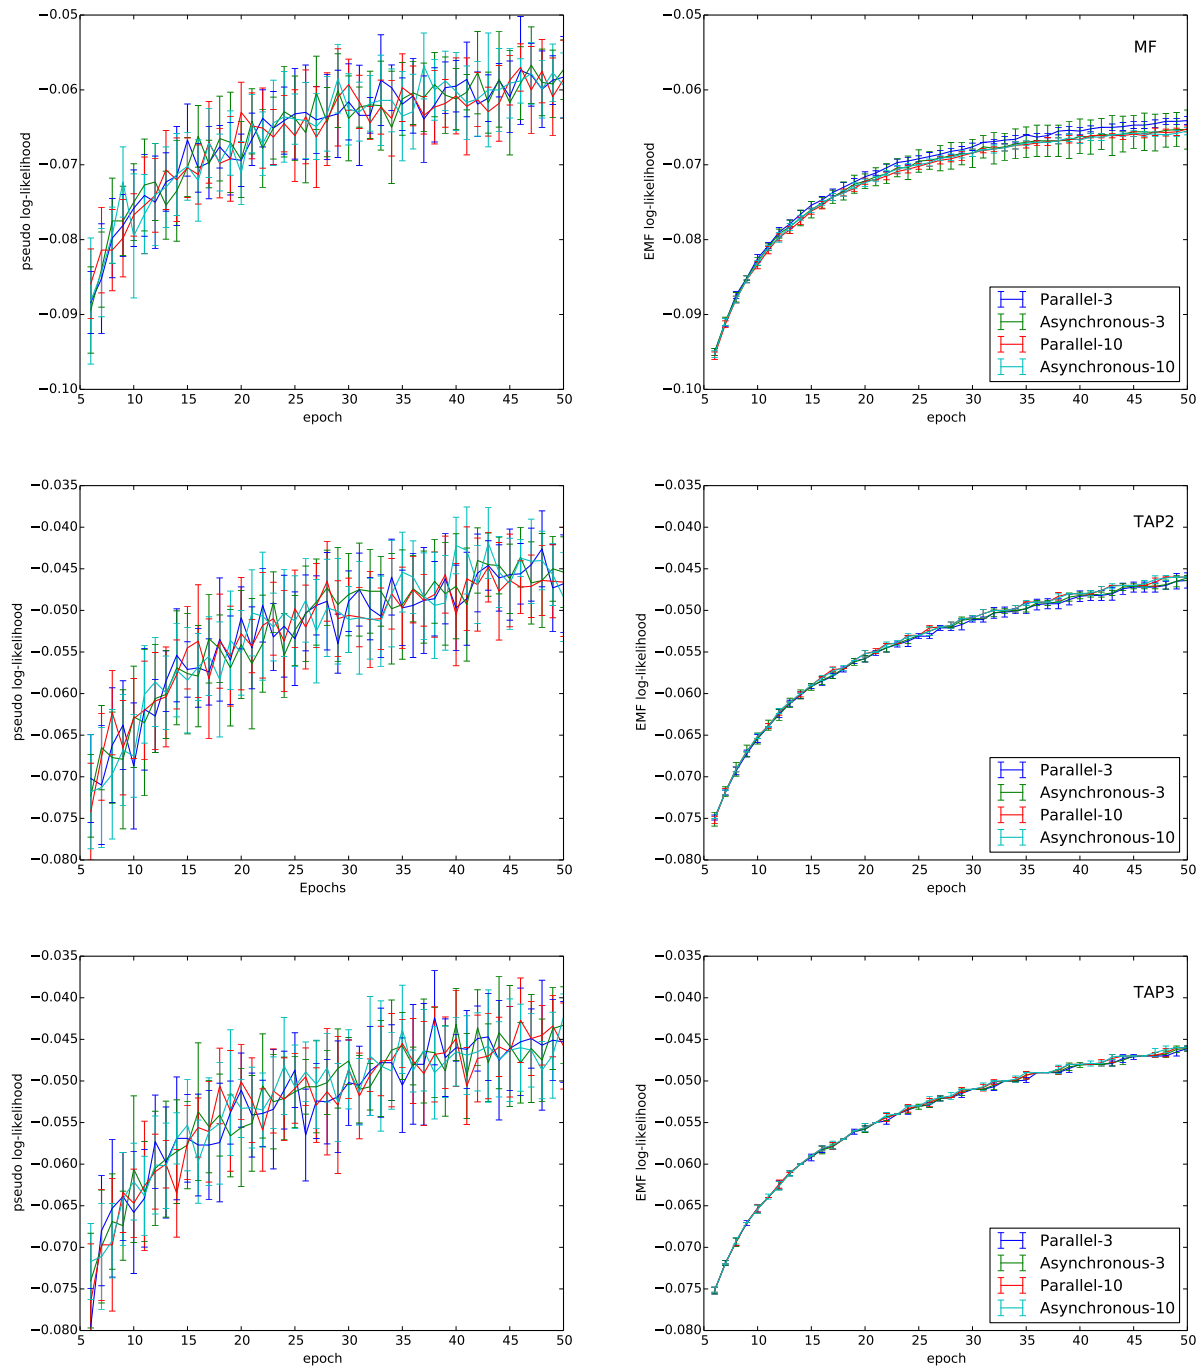 −0.05
−0.06
−0.07
−0.08
−0.09
−0.10
pseudo log-likelihood
5 10 15 20 25 30 35 40 45 50
epoch
−0.05
−0.06
−0.07
−0.08
−0.09
−0.10
EMF log-likelihood
MF
Parallel-3
Asynchronous-3
Parallel-10
Asynchronous-10
5 10 15 20 25 30 35 40 45 50
epoch
−0.035
−0.040
−0.045
−0.050
−0.055
−0.060
−0.065
−0.070
−0.075
−0.080
pseudo log-likelihood
5 10 15 20 25 30 35 40 45 50
Epochs
−0.035
−0.040
−0.045
−0.050
−0.055
−0.060
−0.065
−0.070
−0.075
−0.080
EMF log-likelihood
TAP2
Parallel-3
Asynchronous-3
Parallel-10
Asynchronous-10
5 10 15 20 25 30 35 40 45 50
epoch
−0.035
−0.040
−0.045
−0.050
−0.055
−0.060
−0.065
−0.070
−0.075
−0.080
pseudo log-likelihood
5 10 15 20 25 30 35 40 45 50
epoch
−0.035
−0.040
−0.045
−0.050
−0.055
−0.060
−0.065
−0.070
−0.075
−0.080
EMF log-likelihood
TAP3
Parallel-3
Asynchronous-3
Parallel-10
Asynchronous-10
5 10 15 20 25 30 35 40 45 50
epoch